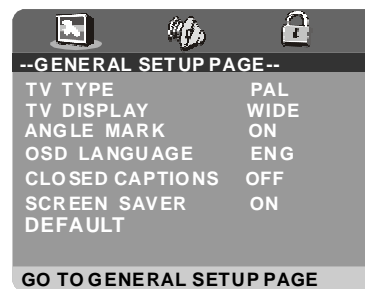 --GENERAL SETUP PAGE--
TV TYPE PAL
TV DISPLAY WIDE
ANGLE MARK ON
OSD LANGUAGE ENG
CLOSED CAPTIONS OFF
SCREEN SAVER ON
DEFAULT
GO TO GENERAL SETUP PAGE